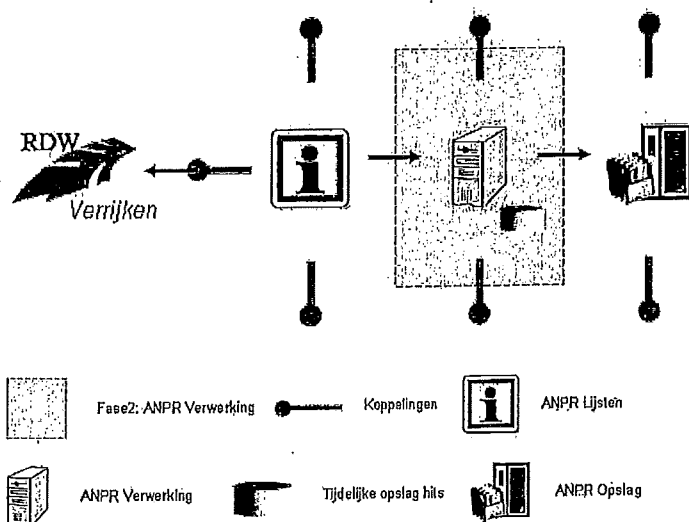 RDW
Verrijken
Fase2: ANPR Verwerking
Koppelingen
ANPR Lijsten
ANPR Verwerking
Tijdelijke opslag hits
ANPR Opslag